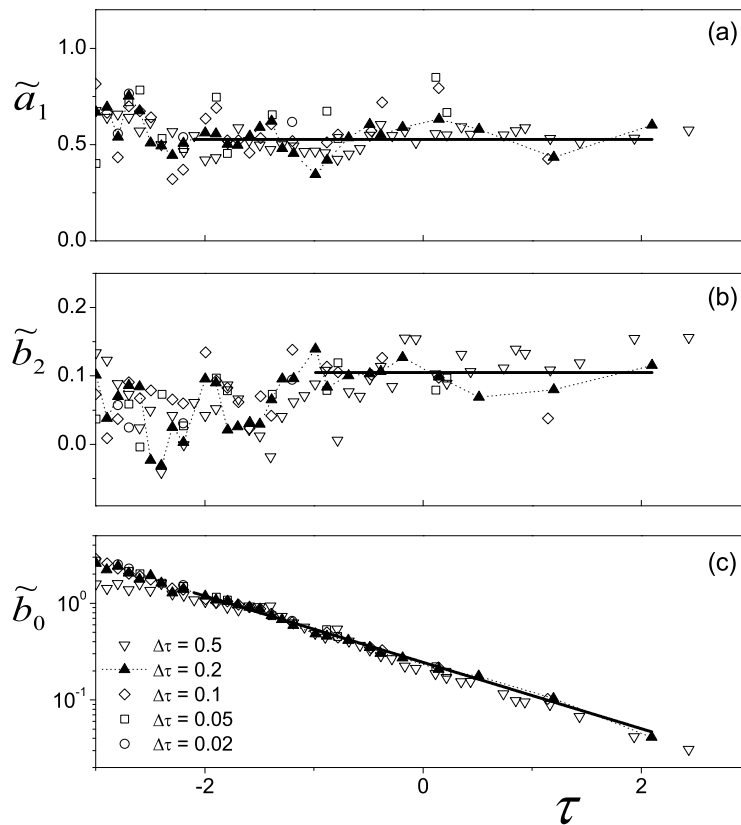 (a)
1.0
0.5
0.0
ã₁
(b)
0.2
0.1
0.0
b̃₂
(c)
10⁰
10⁻¹
b̃₀
Δτ = 0.5
Δτ = 0.2
Δτ = 0.1
Δτ = 0.05
Δτ = 0.02
-2 0 2
τ